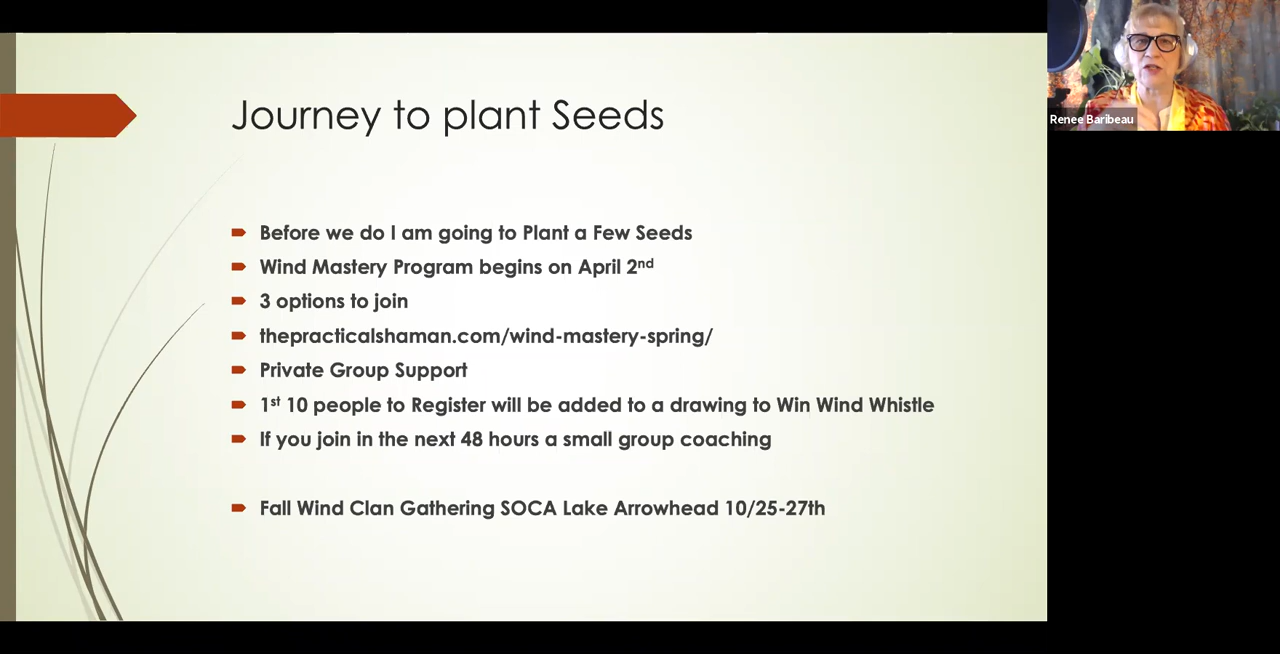 Journey to plant Seeds
Before we do I am going to Plant a Few Seeds
Wind Mastery Program begins on April 2nd
3 options to join
thepracticalshaman.com/wind-mastery-spring/
Private Group Support
1st 10 people to Register will be added to a drawing to Win Wind Whistle
If you join in the next 48 hours a small group coaching
Fall Wind Clan Gathering SOCA Lake Arrowhead 10/25-27th
Renee Baribeau